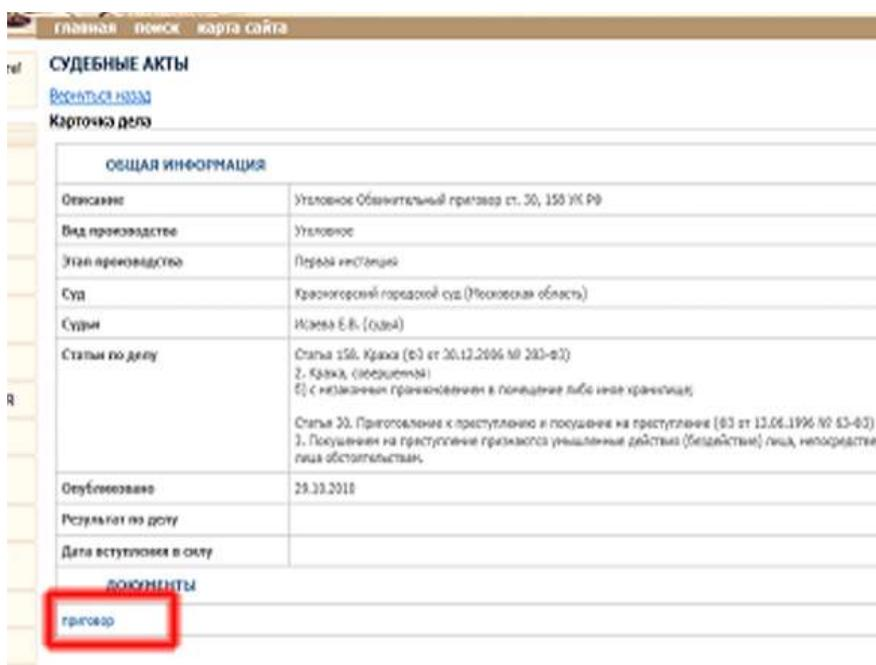 главная поиск карта сайта
СУДЕБНЫЕ АКТЫ
Вернуться назад
Карточка дела
ОБЩАЯ ИНФОРМАЦИЯ
Описание Уголовное Обвинительный приговор ст. 30, 158 УК РФ
Вид производства Уголовное
Этап производства Первая инстанция
Суд Красногорский городской суд (Московская область)
Судьи Исаева Е.В. (судья)
Статьи по делу Статья 158. Кража (ФЗ от 30.12.2006 № 283-ФЗ)
2. Кража, совершенная:
б) с незаконным проникновением в помещение либо иное хранилище;
Статья 30. Приготовление к преступлению и покушение на преступление (ФЗ от 13.06.1996 № 63-ФЗ)
3. Покушением на преступление признаются умышленные действия (бездействие) лица, непосредстве
лица обстоятельствам.
Опубликовано 29.10.2010
Результат по делу
Дата вступления в силу
ДОКУМЕНТЫ
приговор